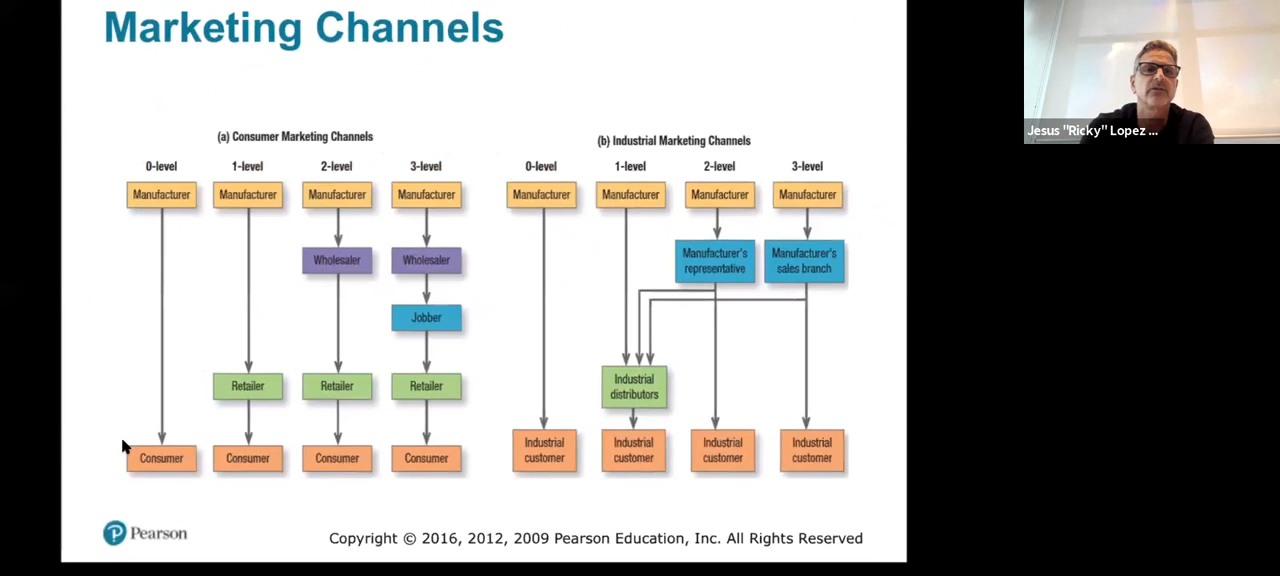 Marketing Channels
Jesus "Ricky" Lopez ...
(a) Consumer Marketing Channels
0-level 1-level 2-level 3-level
Manufacturer Manufacturer Manufacturer Manufacturer
Wholesaler Wholesaler
Jobber
Retailer Retailer Retailer
Consumer Consumer Consumer Consumer
(b) Industrial Marketing Channels
0-level 1-level 2-level 3-level
Manufacturer Manufacturer Manufacturer Manufacturer
Manufacturer's
representative
Manufacturer's
sales branch
Industrial
distributors
Industrial
customer
Industrial
customer
Industrial
customer
Industrial
customer
Pearson
Copyright © 2016, 2012, 2009 Pearson Education, Inc. All Rights Reserved